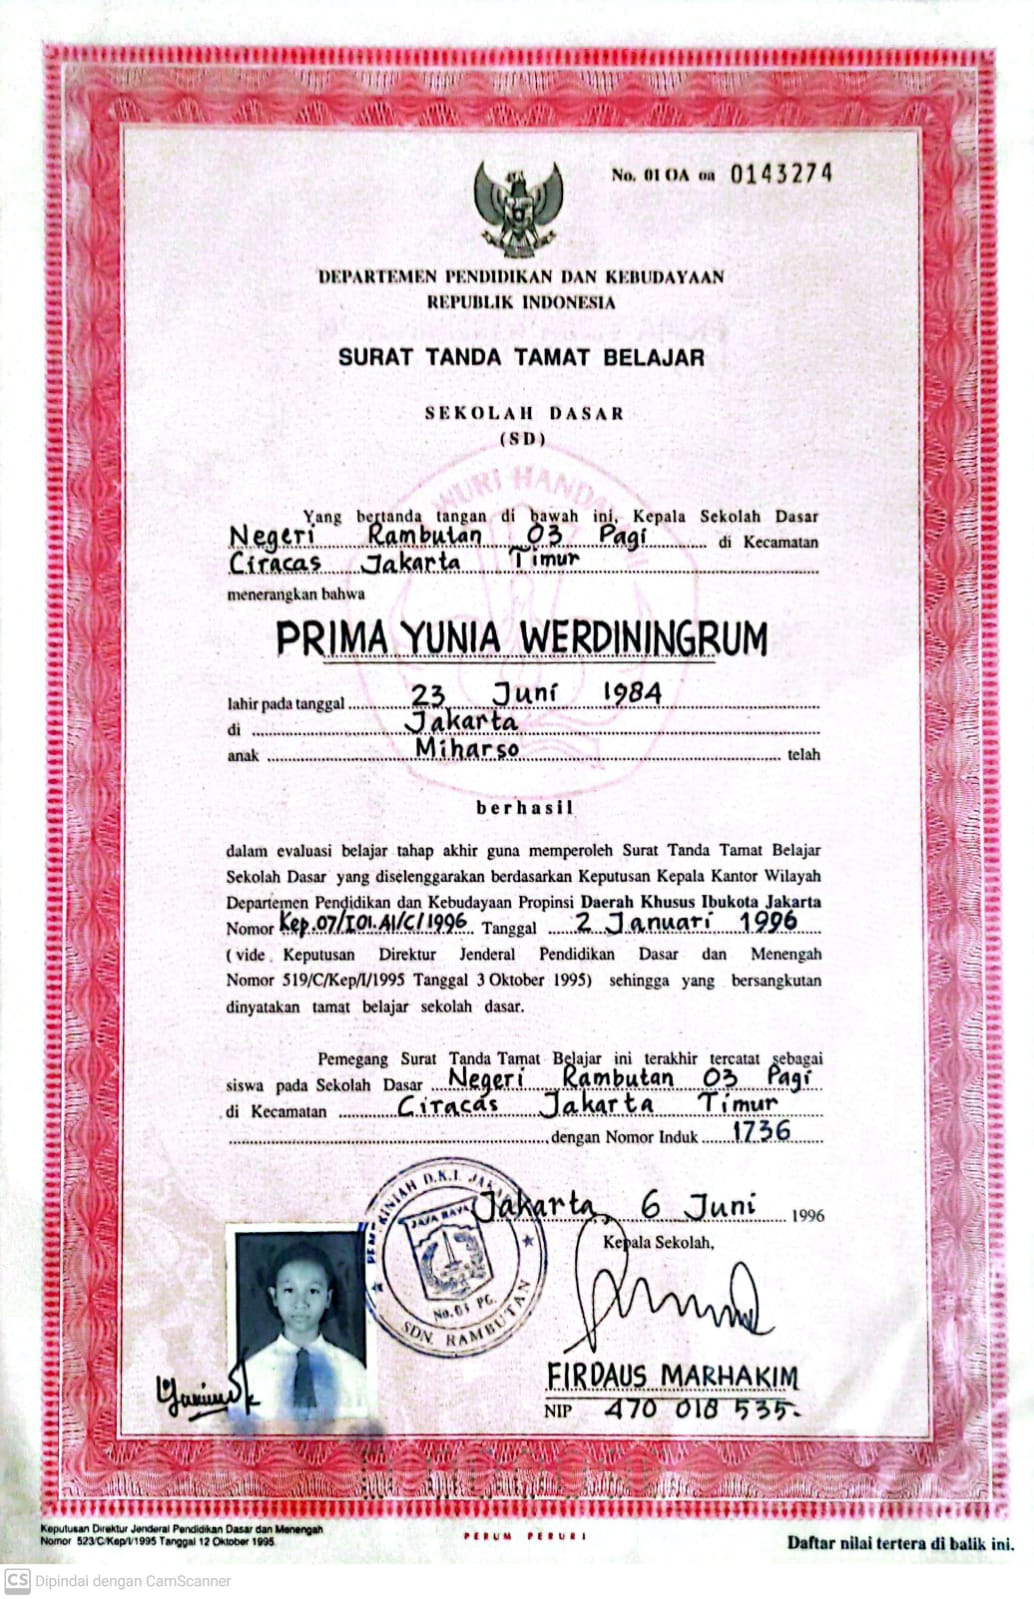 No. 01 OA oa 0143274
DEPARTEMEN PENDIDIKAN DAN KEBUDAYAAN
REPUBLIK INDONESIA
SURAT TANDA TAMAT BELAJAR
SEKOLAH DASAR
(SD)
WURI HANDA
Yang bertanda tangan di bawah ini, Kepala Sekolah Dasar
Negeri Rambutan 03 Pagi di Kecamatan
Ciracas Jakarta Timur
menerangkan bahwa
PRIMA YUNIA WERDININGRUM
lahir pada tanggal 23 Juni 1984
di Jakarta
anak Miharso telah
berhasil
dalam evaluasi belajar tahap akhir guna memperoleh Surat Tanda Tamat Belajar
Sekolah Dasar yang diselenggarakan berdasarkan Keputusan Kepala Kantor Wilayah
Departemen Pendidikan dan Kebudayaan Propinsi Daerah Khusus Ibukota Jakarta
Nomor Kep.07/I01.A1/C/1996 Tanggal 2 Januari 1996
(vide Keputusan Direktur Jenderal Pendidikan Dasar dan Menengah
Nomor 519/C/Kep/I/1995 Tanggal 3 Oktober 1995) sehingga yang bersangkutan
dinyatakan tamat belajar sekolah dasar.
Pemegang Surat Tanda Tamat Belajar ini terakhir tercatat sebagai
siswa pada Sekolah Dasar Negeri Rambutan 03 Pagi
di Kecamatan Ciracas Jakarta Timur
, dengan Nomor Induk 1736
Jakarta, 6 Juni 1996
Kepala Sekolah,
D.K.I. JAK
JAYA RAYA
No. 03 PG.
SDN. RAMBUTAN
FIRDAUS MARHAKIM
NIP 470 018 535.
Keputusan Direktur Jenderal Pendidikan Dasar dan Menengah
Nomor 523/C/Kep/I/1995 Tanggal 12 Oktober 1995
PERUM PERURI
Daftar nilai tertera di balik ini.
CS Dipindai dengan CamScanner